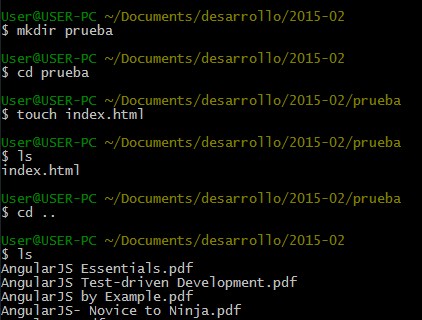 User@USER-PC ~/Documents/desarrollo/2015-02
$ mkdir prueba
User@USER-PC ~/Documents/desarrollo/2015-02
$ cd prueba
User@USER-PC ~/Documents/desarrollo/2015-02/prueba
$ touch index.html
User@USER-PC ~/Documents/desarrollo/2015-02/prueba
$ ls
index.html
User@USER-PC ~/Documents/desarrollo/2015-02/prueba
$ cd ..
User@USER-PC ~/Documents/desarrollo/2015-02
$ ls
AngularJS Essentials.pdf
AngularJS Test-driven Development.pdf
AngularJS by Example.pdf
AngularJS- Novice to Ninja.pdf